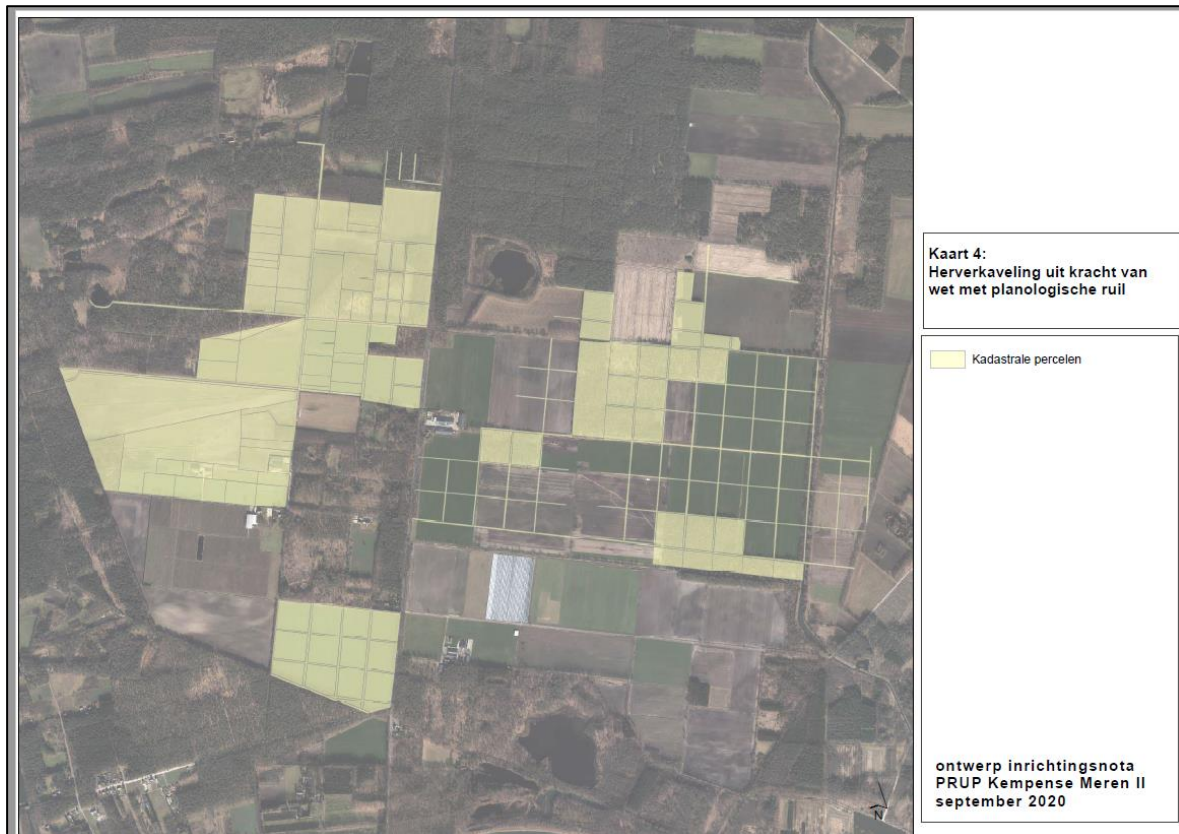 Kaart 4:
Herverkaveling uit kracht van
wet met planologische ruil
Kadastrale percelen
ontwerp inrichtingsnota
PRUP Kempense Meren II
september 2020
N